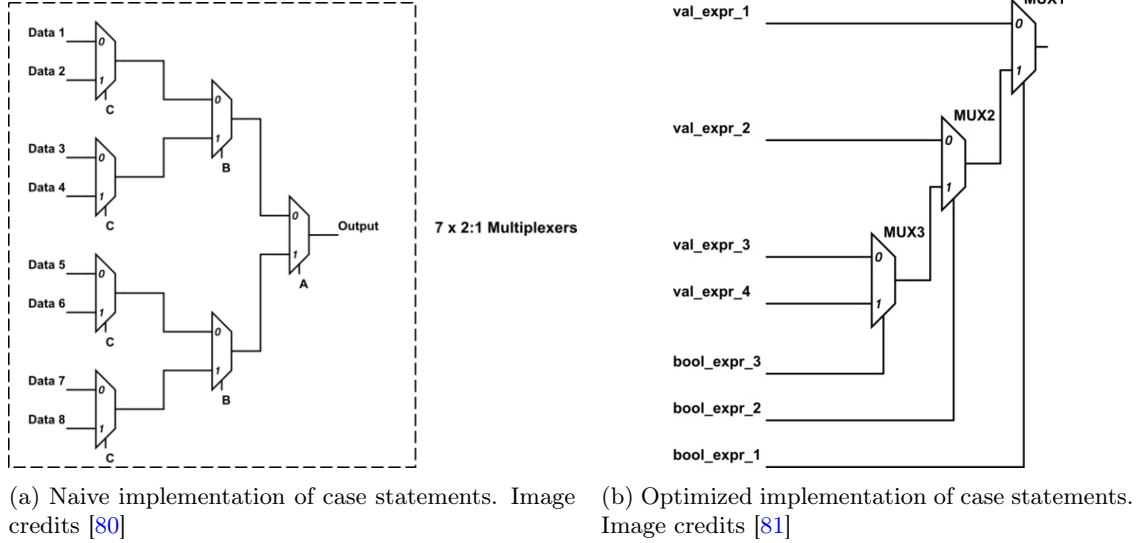 Data 1
0
Data 2
1
C
0
Data 3
0
1
B
Data 4
1
C
0
Output
7 x 2:1 Multiplexers
1
Data 5
0
A
Data 6
1
C
0
Data 7
0
1
B
Data 8
1
C
(a) Naive implementation of case statements. Image
credits [80]
MUX1
val_expr_1
0
1
MUX2
val_expr_2
0
1
MUX3
val_expr_3
0
val_expr_4
1
bool_expr_3
bool_expr_2
bool_expr_1
(b) Optimized implementation of case statements.
Image credits [81]